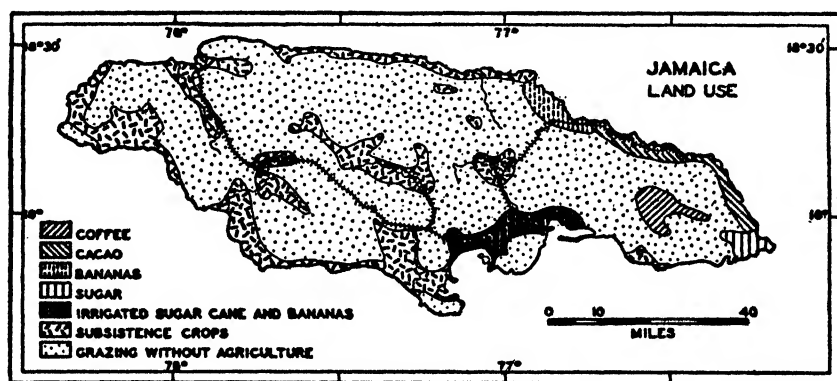 78° 77°
18°30' 18°30'
JAMAICA
LAND USE
18° 18°
COFFEE
CACAO
BANANAS
SUGAR
IRRIGATED SUGAR CANE AND BANANAS
SUBSISTENCE CROPS
GRAZING WITHOUT AGRICULTURE
0 10 40
MILES
78° 77°